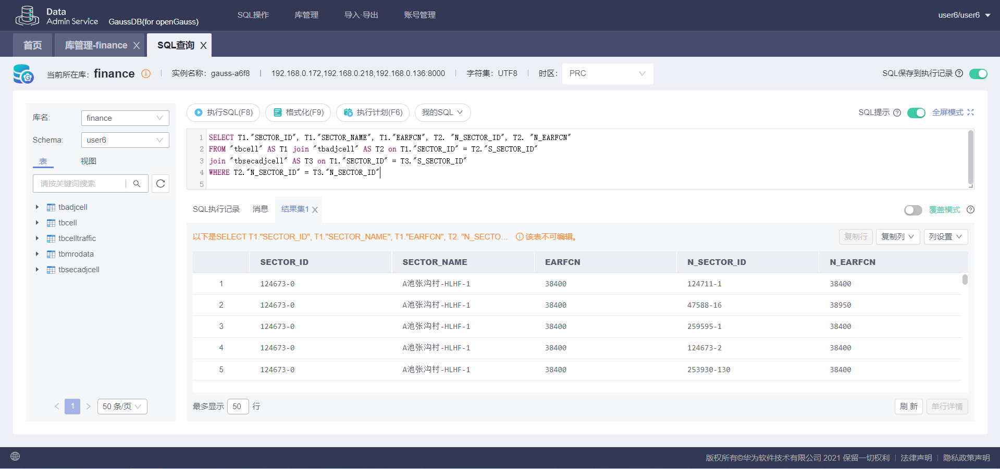 Data
Admin Service
GaussDB(for openGauss)
SQL操作
库管理
导入·导出
账号管理
user6/user6
首页
库管理-finance
SQL查询
当前所在库: finance
实例名称: gauss-a6f8
192.168.0.172,192.168.0.218,192.168.0.136:8000
字符集: UTF8
时区: PRC
SQL保存到执行记录
库名: finance
Schema: user6
表 视图
请按关键词搜索
tbadjcell
tbcell
tbcelltraffic
tbmrodata
tbsecadjcell
1 50 条/页
执行SQL(F8) 格式化(F9) 执行计划(F6) 我的SQL
SQL提示 全屏模式
1 SELECT T1."SECTOR_ID", T1."SECTOR_NAME", T1."EARFCN", T2. "N_SECTOR_ID", T2. "N_EARFCN"
2 FROM "tbcell" AS T1 join "tbadjcell" AS T2 on T1."SECTOR_ID" = T2."S_SECTOR_ID"
3 join "tbsecadjcell" AS T3 on T1."SECTOR_ID" = T3."S_SECTOR_ID"
4 WHERE T2."N_SECTOR_ID" = T3."N_SECTOR_ID"
5
SQL执行记录 消息 结果集1
覆盖模式
以下是SELECT T1."SECTOR_ID", T1."SECTOR_NAME", T1."EARFCN", T2. "N_SECTO... 该表不可编辑。
复制行 复制列 列设置
SECTOR_ID SECTOR_NAME EARFCN N_SECTOR_ID N_EARFCN
1 124673-0 A池张沟村-HLHF-1 38400 124711-1 38400
2 124673-0 A池张沟村-HLHF-1 38400 47588-16 38950
3 124673-0 A池张沟村-HLHF-1 38400 259595-1 38400
4 124673-0 A池张沟村-HLHF-1 38400 124673-2 38400
5 124673-0 A池张沟村-HLHF-1 38400 253930-130 38400
最多显示 50 行
刷 新 单行详情
版权所有©华为软件技术有限公司 2021 保留一切权利 法律声明 隐私政策声明